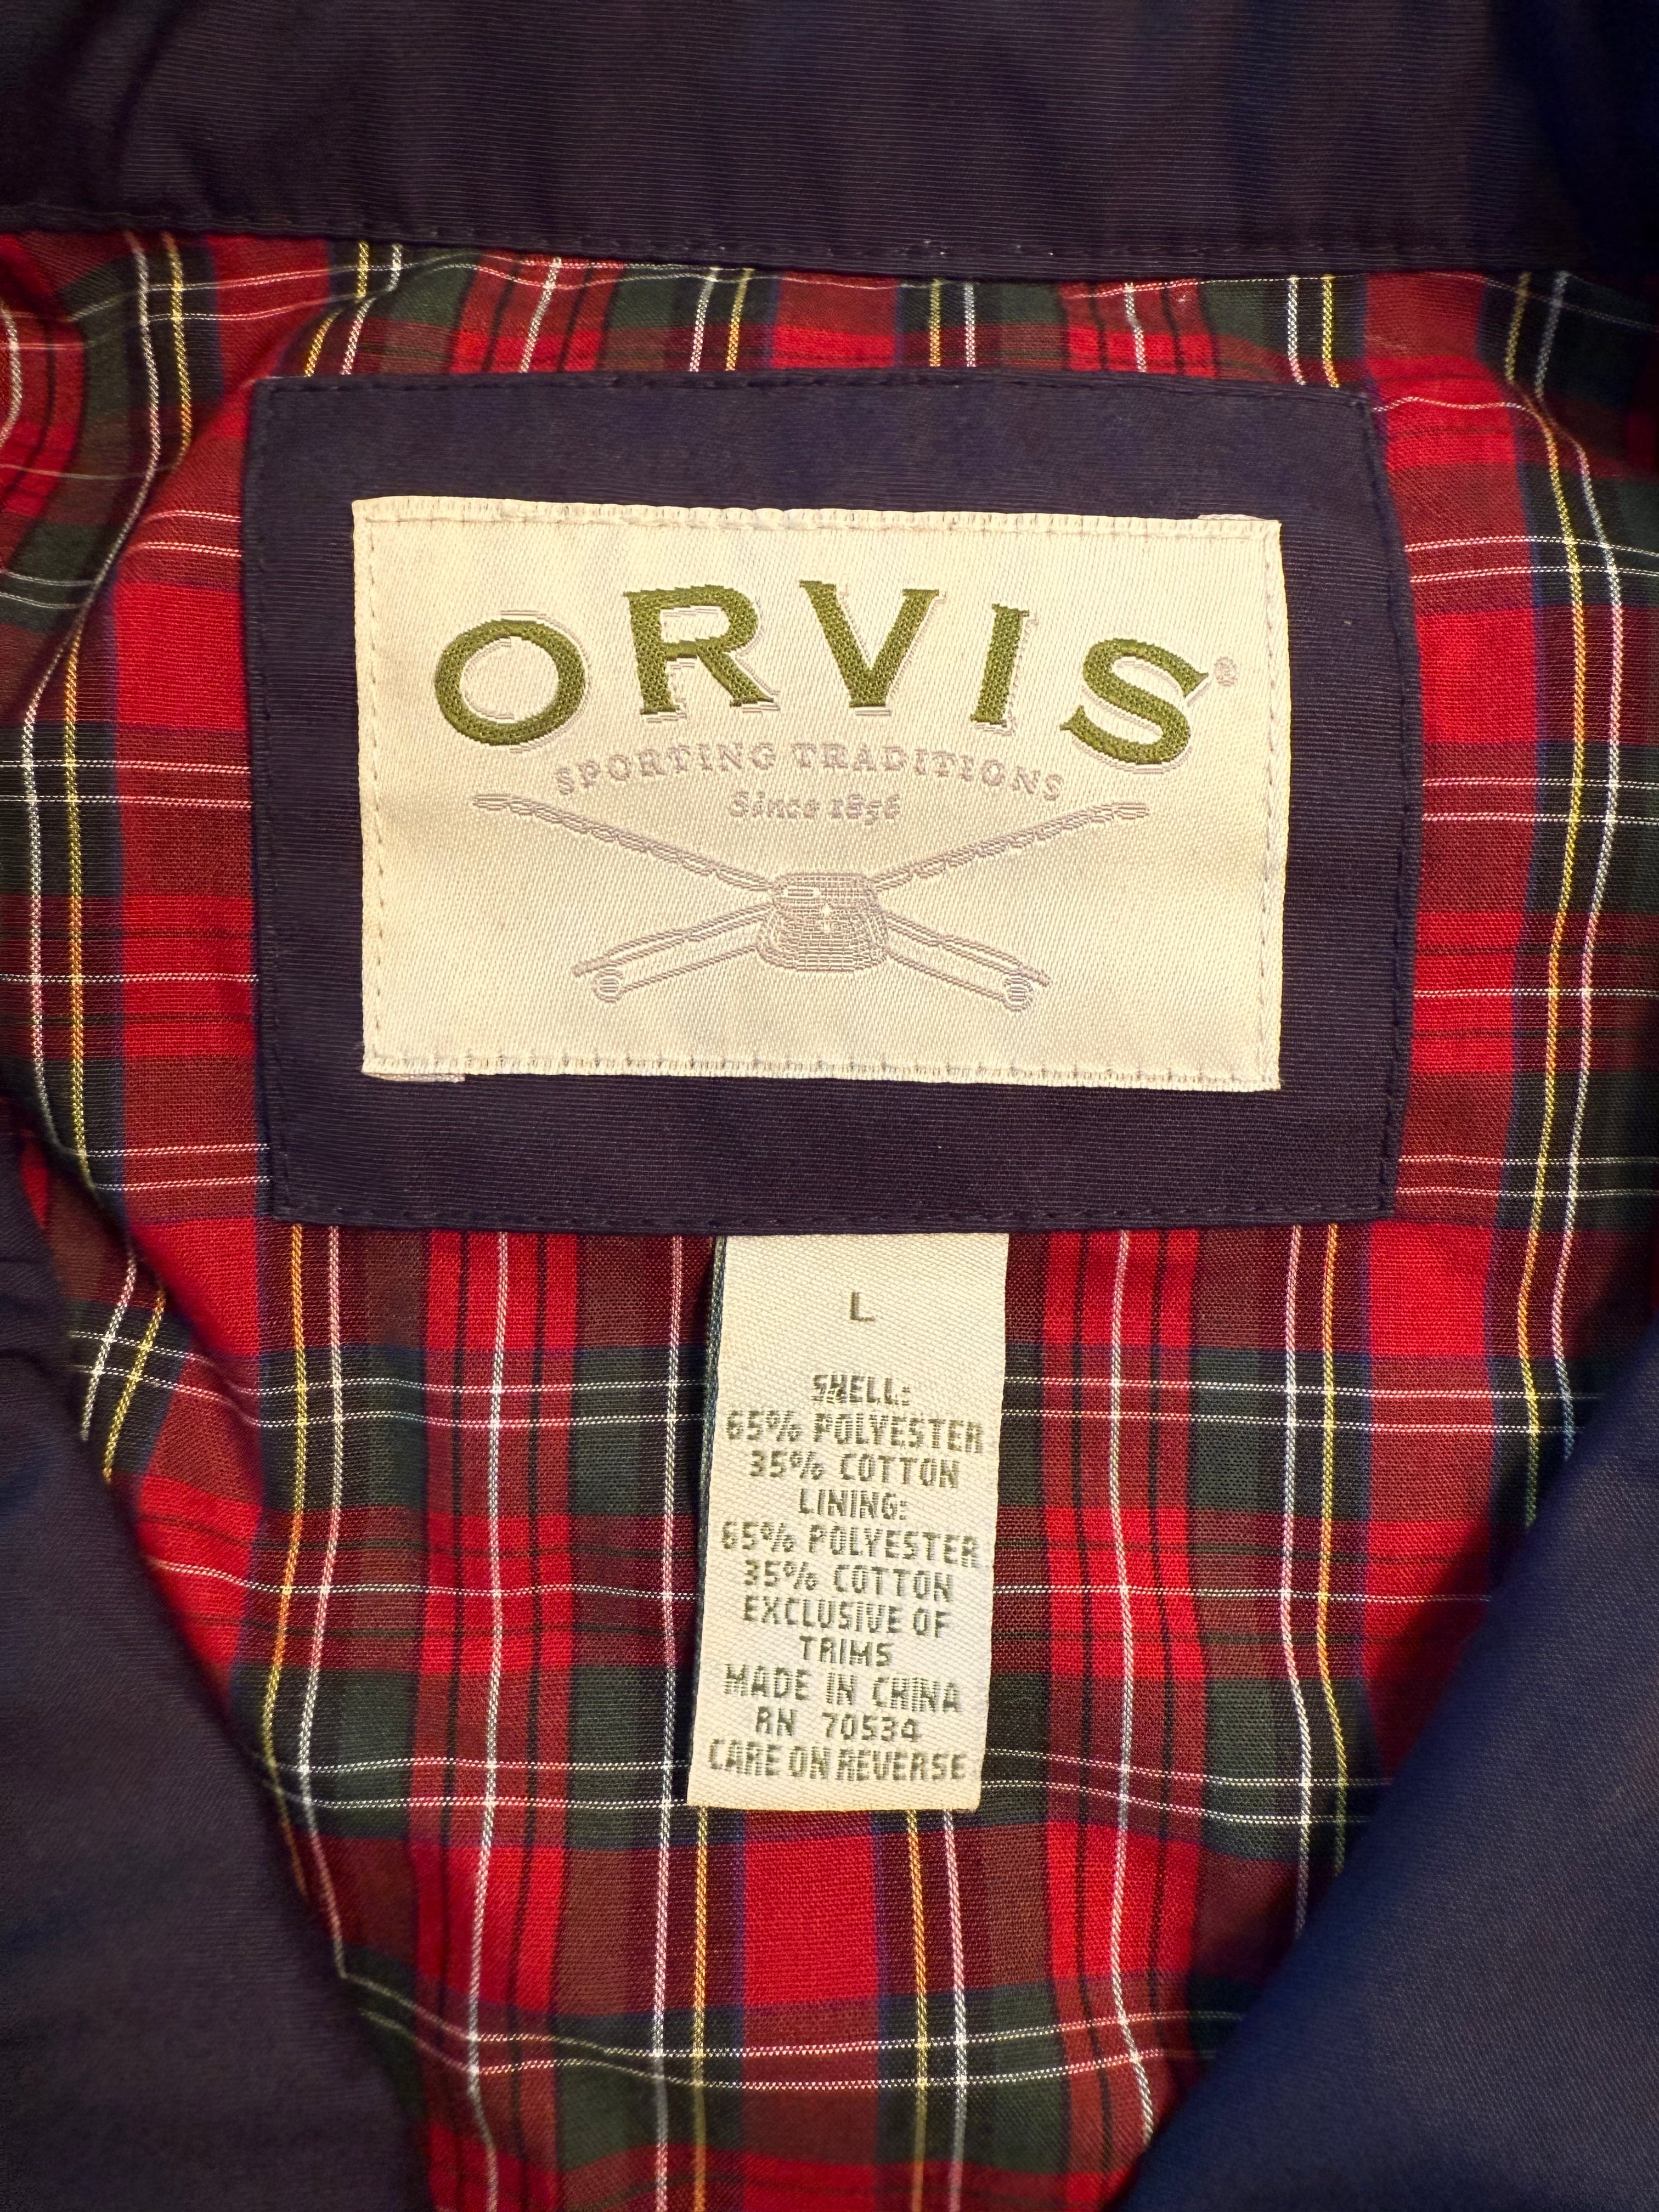 ORVIS®
SPORTING TRADITIONS
Since 1856
L
SHELL:
65% POLYESTER
35% COTTON
LINING:
65% POLYESTER
35% COTTON
EXCLUSIVE OF
TRIMS
MADE IN CHINA
RN 70534
CARE ON REVERSE